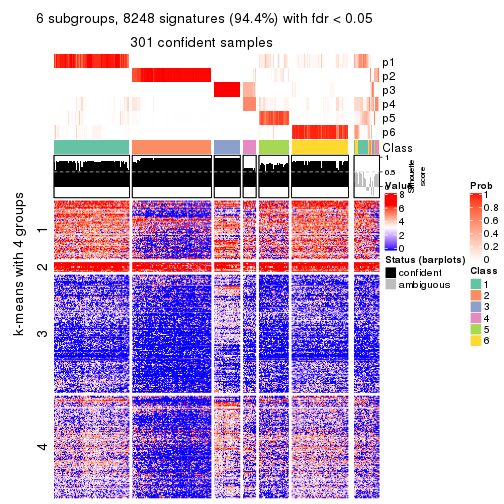 6 subgroups, 8248 signatures (94.4%) with fdr < 0.05
301 confident samples
p1
p2
p3
p4
p5
p6
Class
1
0.5
0
Silhouette
score
k-means with 4 groups
1
2
3
4
Value
8
6
4
2
0
Status (barplots)
confident
ambiguous
Prob
1
0.8
0.6
0.4
0.2
0
Class
1
2
3
4
5
6